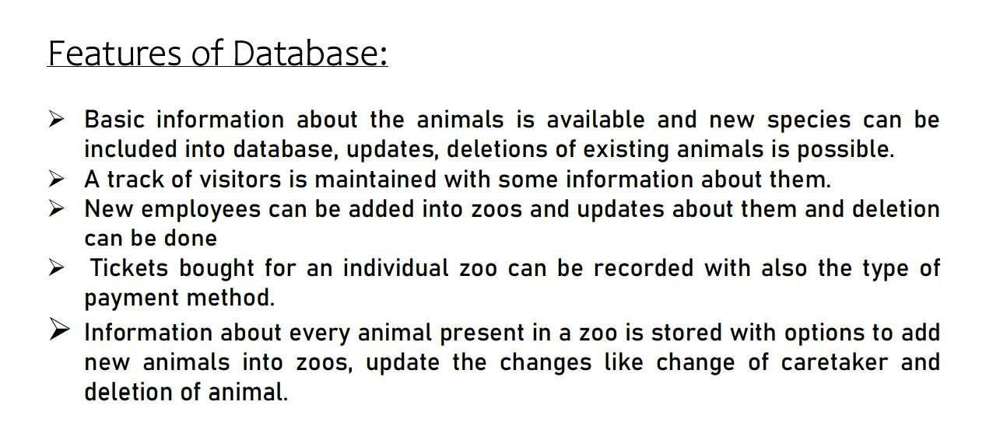 Features of Database:
➢ Basic information about the animals is available and new species can be
included into database, updates, deletions of existing animals is possible.
➢ A track of visitors is maintained with some information about them.
➢ New employees can be added into zoos and updates about them and deletion
can be done
➢ Tickets bought for an individual zoo can be recorded with also the type of
payment method.
➢ Information about every animal present in a zoo is stored with options to add
new animals into zoos, update the changes like change of caretaker and
deletion of animal.